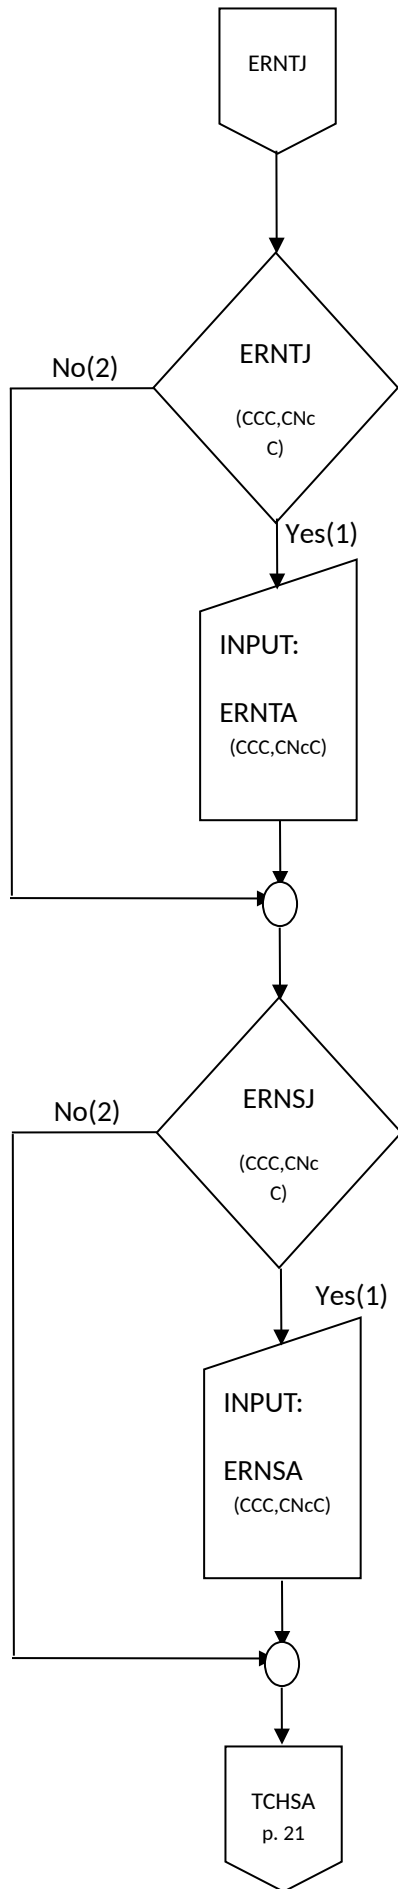 ERNTJ
ERNTJ
No(2)
(CCC,CNc
C)
Yes(1)
INPUT:
ERNTA
(CCC,CNcC)
ERNSJ
No(2)
(CCC,CNc
C)
Yes(1)
INPUT:
ERNSA
(CCC,CNcC)
TCHSA
p. 21